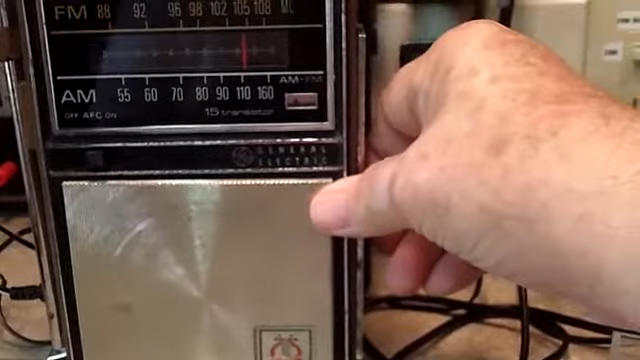 FM 88 92 96 98 102 105 108 MC
AM-FM
AM 55 60 70 80 90 110 160
OFF AFC ON
15 transistor
GE GENERAL ELECTRIC